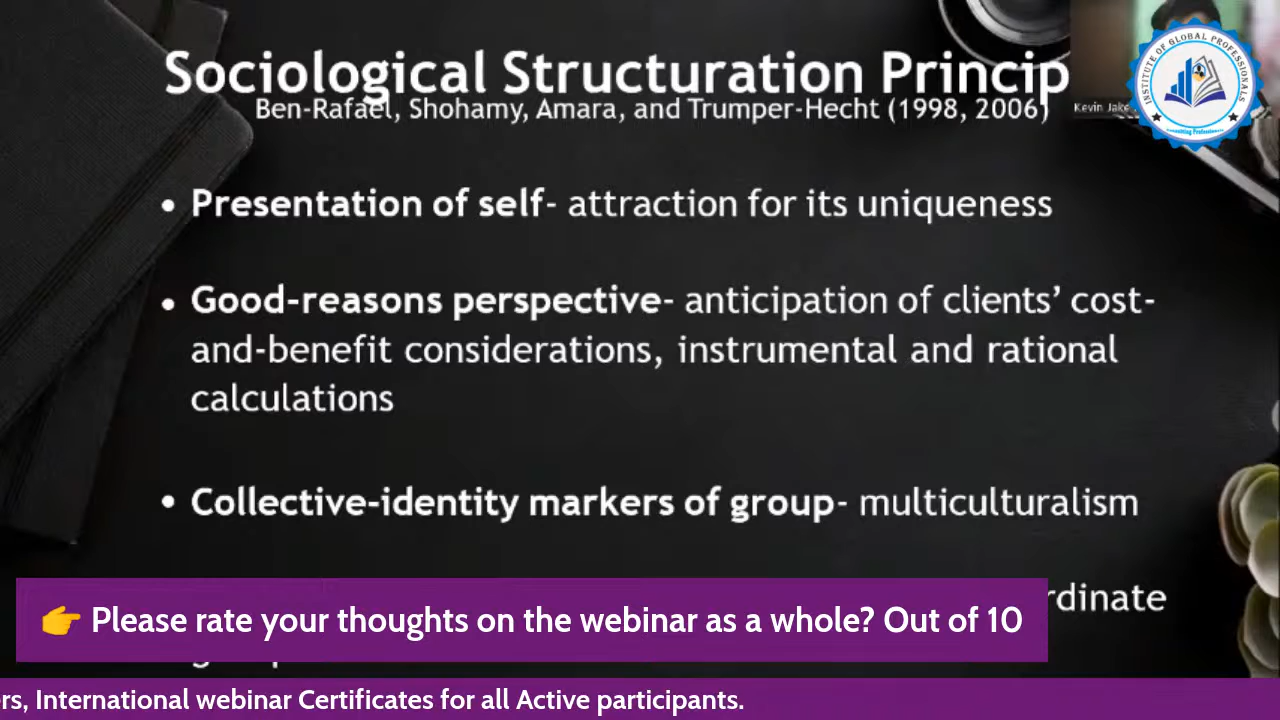 Sociological Structuration Princip
Ben-Rafael, Shohamy, Amara, and Trumper-Hecht (1998, 2006)
Kevin Jake
INSTITUTE OF GLOBAL PROFESSIONALS
Connecting Professionals
• Presentation of self- attraction for its uniqueness
• Good-reasons perspective- anticipation of clients’ cost-
and-benefit considerations, instrumental and rational
calculations
• Collective-identity markers of group- multiculturalism
rdinate
👉 Please rate your thoughts on the webinar as a whole? Out of 10
rs, International webinar Certificates for all Active participants.